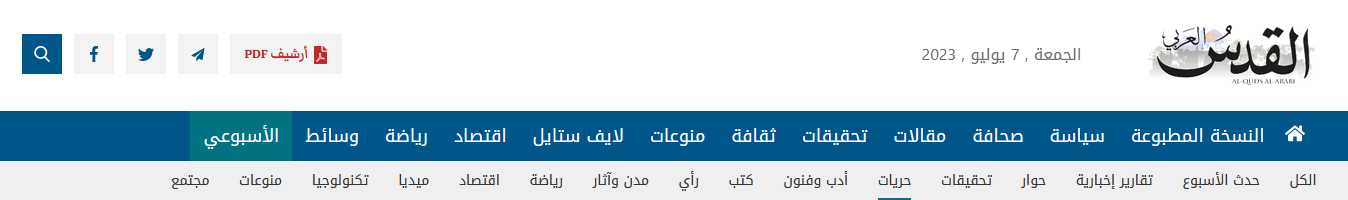 القدس العربي
AL-QUDS AL-ARABI
الجمعة , 7 يوليو , 2023
أرشيف PDF
النسخة المطبوعة سياسة صحافة مقالات تحقيقات ثقافة منوعات لايف ستايل اقتصاد رياضة وسائط الأسبوعي
الكل حدث الأسبوع تقارير إخبارية حوار تحقيقات حريات أدب وفنون كتب رأي مدن وآثار رياضة اقتصاد ميديا تكنولوجيا منوعات مجتمع